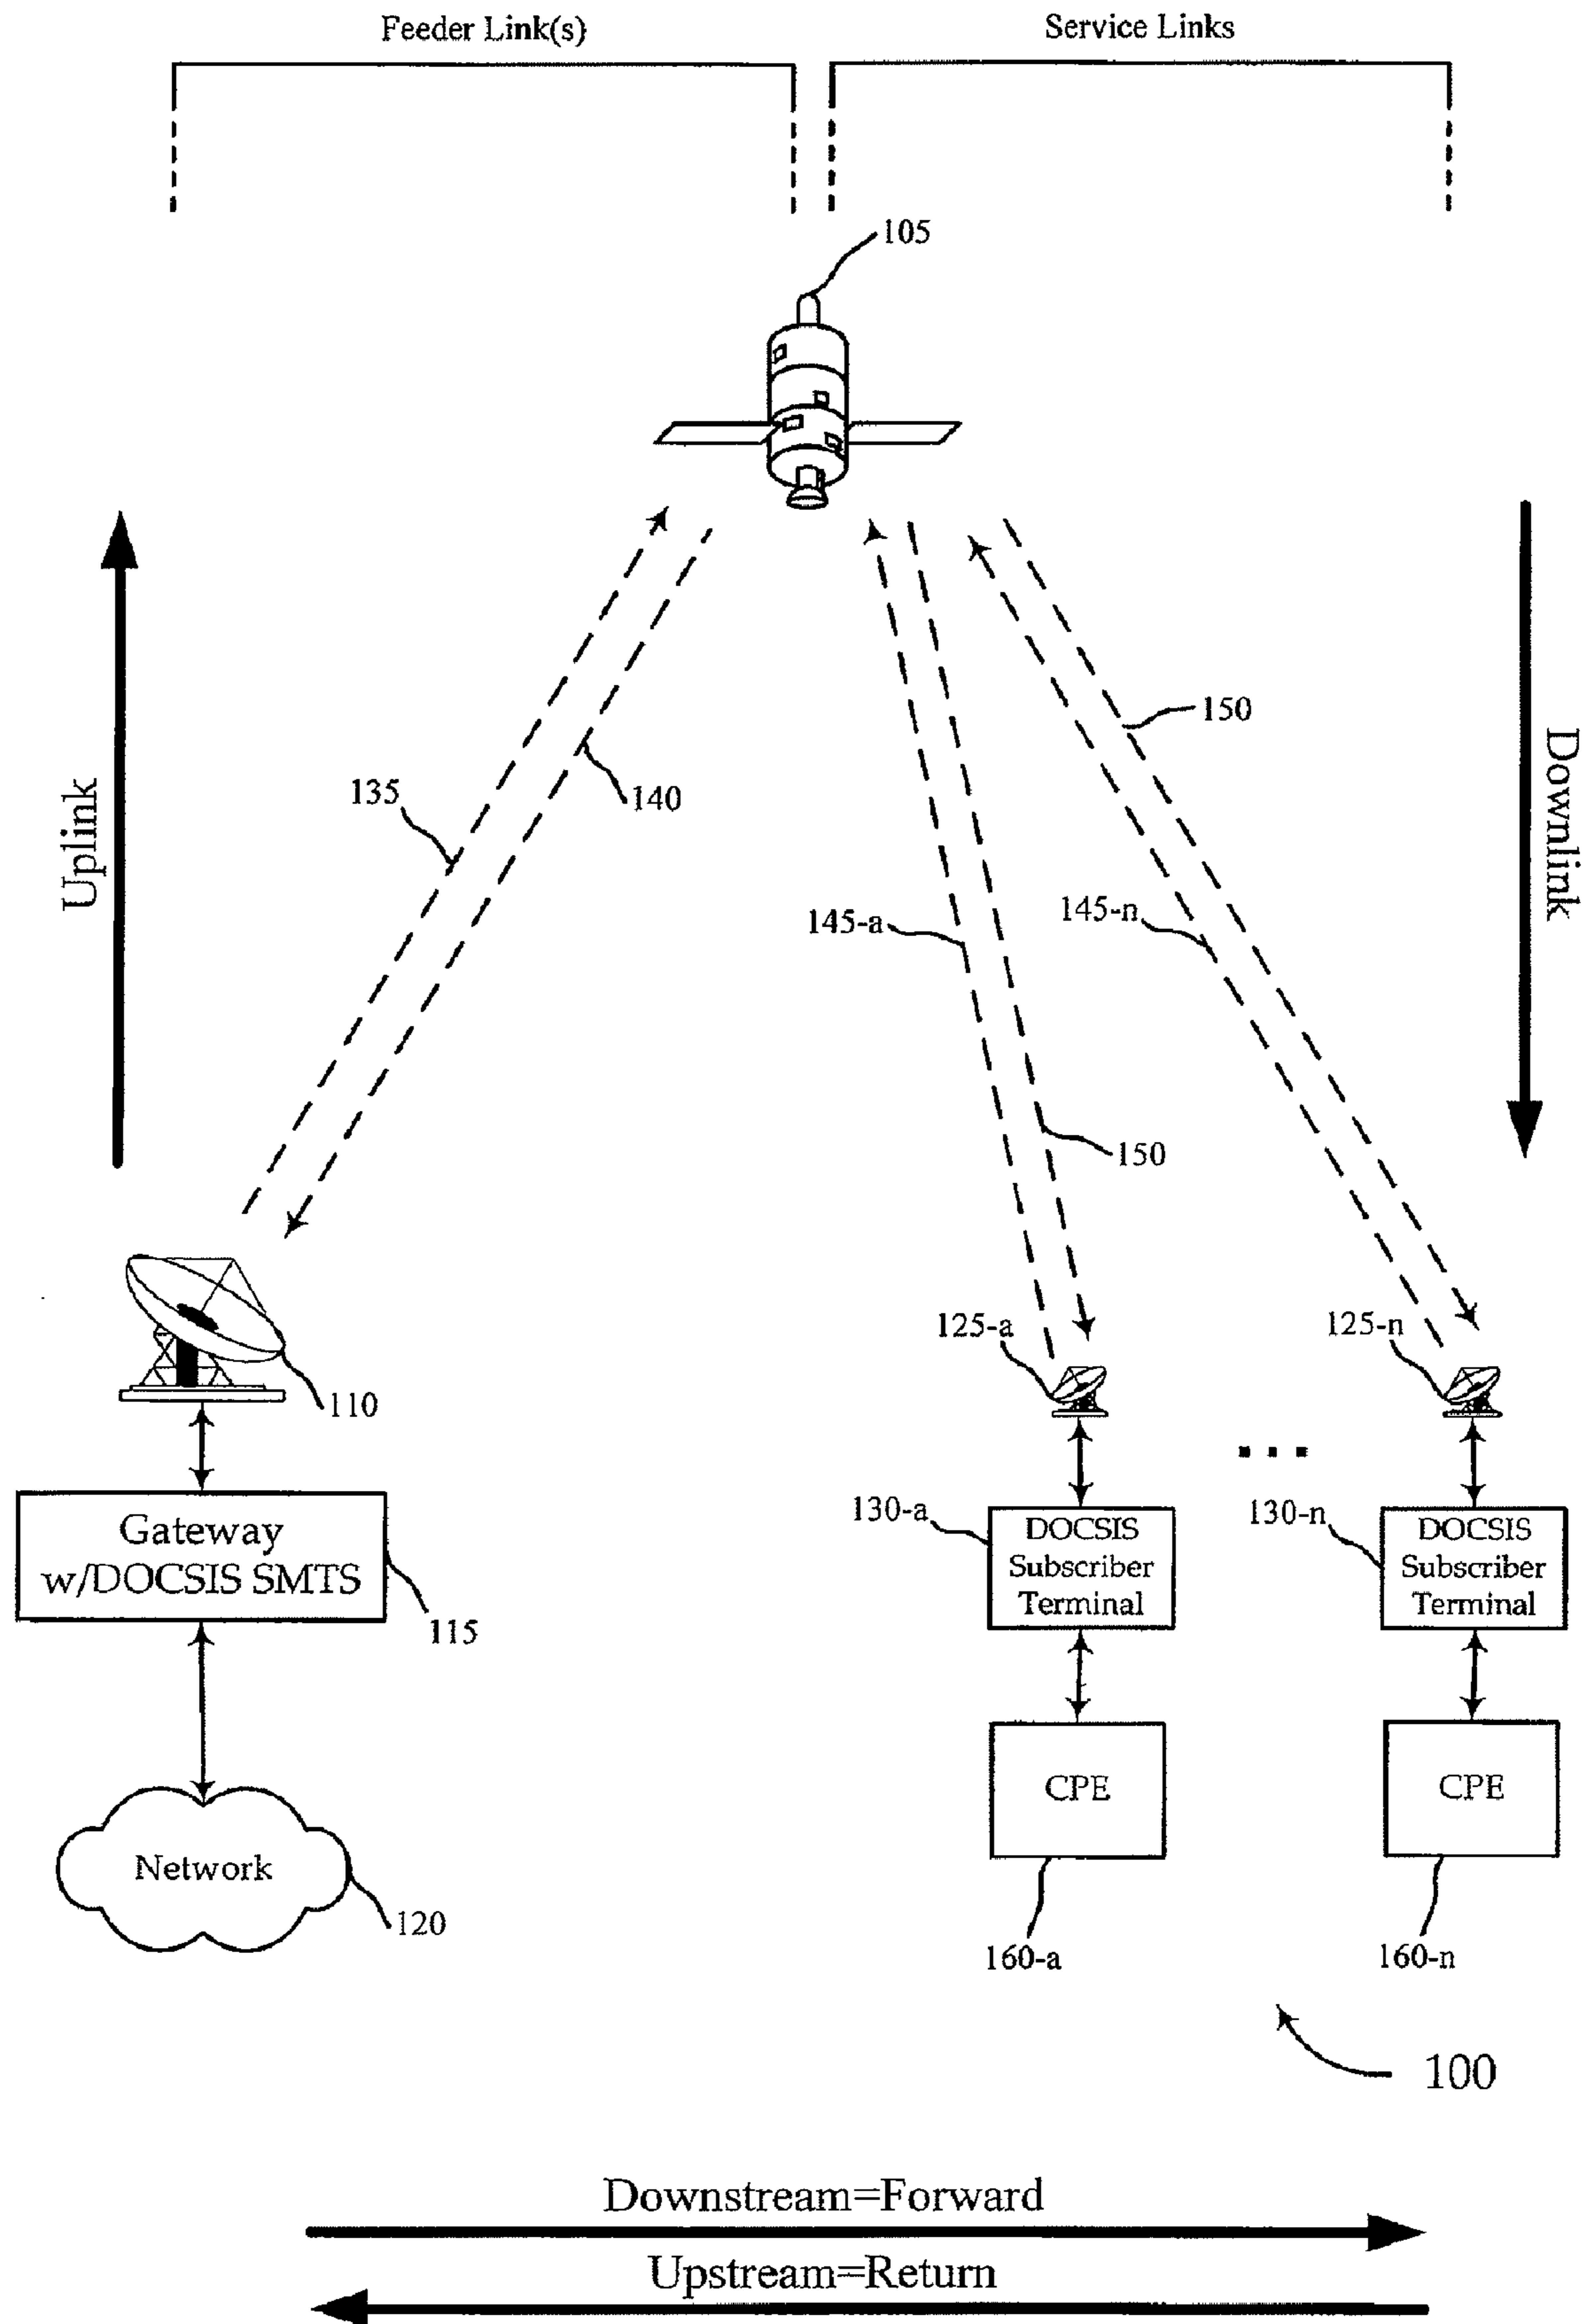 Feeder Link(s)
Service Links
105
150
135
140
Uplink
Downlink
145-a
145-n
150
125-a
125-n
110
130-a
130-n
Gateway
w/DOCSIS SMTS
DOCSIS
Subscriber
Terminal
DOCSIS
Subscriber
Terminal
115
CPE
CPE
Network
120
160-a
160-n
100
Downstream=Forward
Upstream=Return